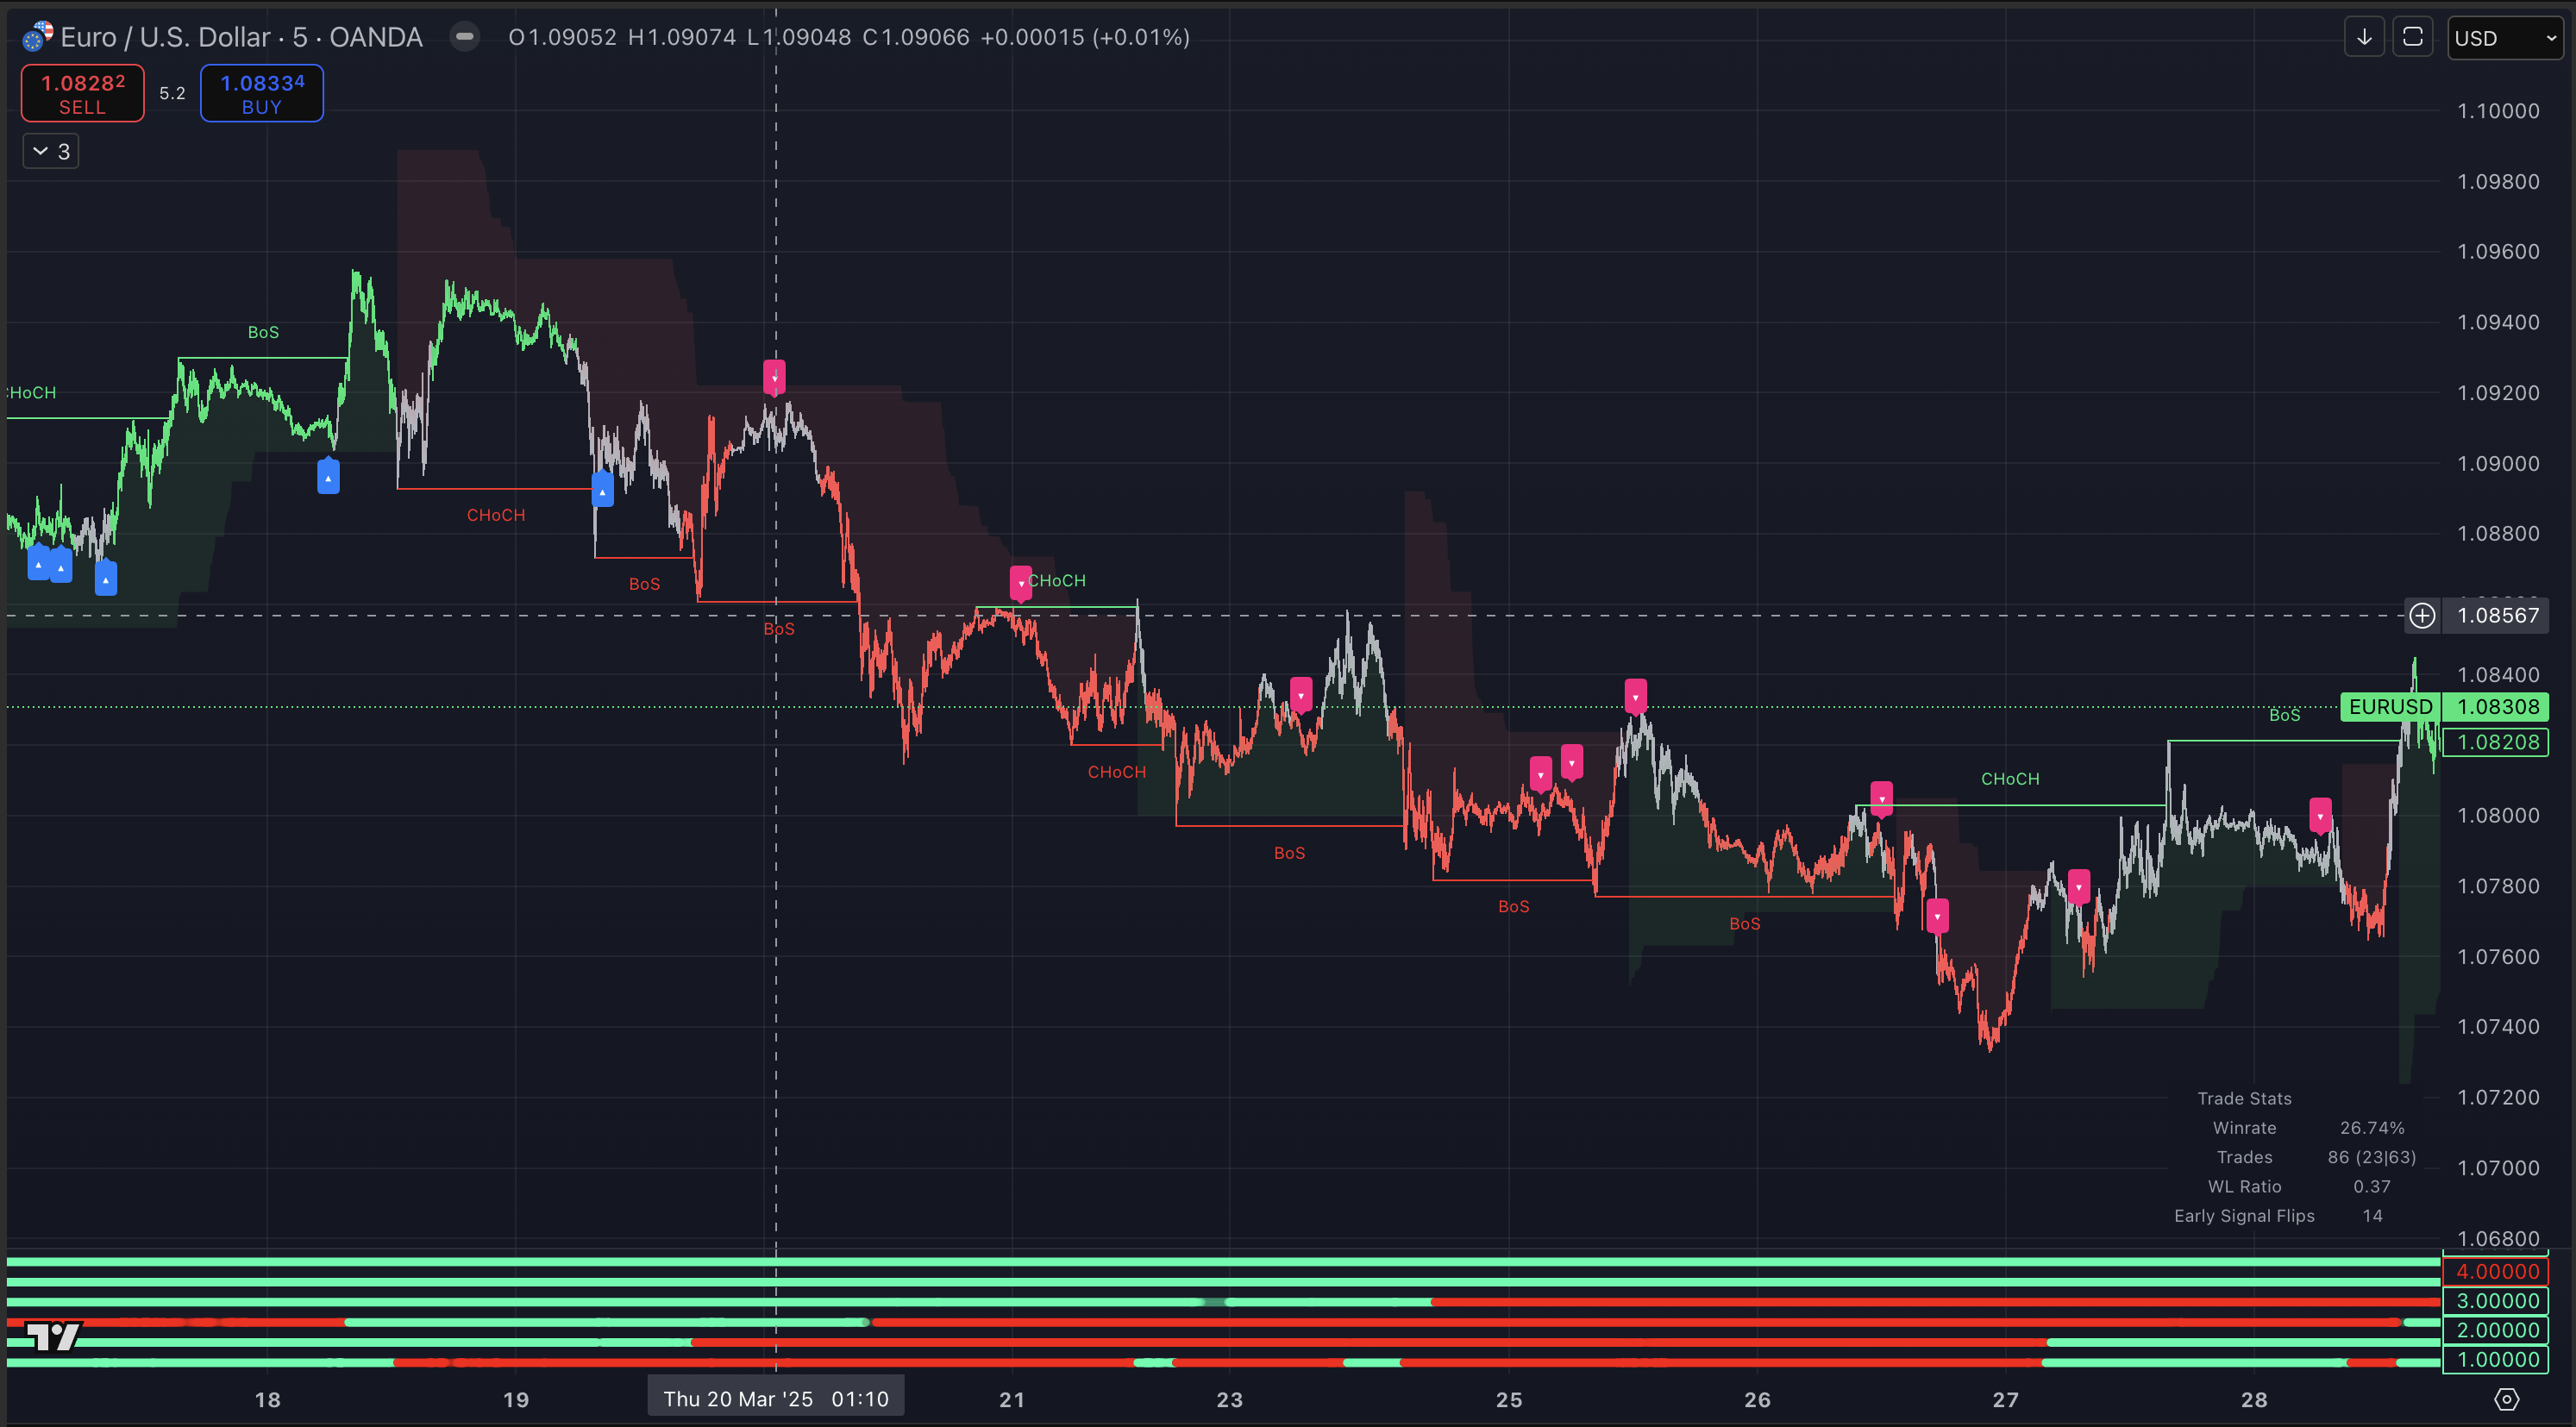 Euro / U.S. Dollar · 5 · OANDA O1.09052 H1.09074 L1.09048 C1.09066 +0.00015 (+0.01%)
USD
1.08282 SELL 5.2 1.08334 BUY
3
1.10000
1.09800
1.09600
1.09400
BoS
1.09200
CHoCH
1.09000
CHoCH
1.08800
BoS
CHoCH
1.08567
BoS
1.08400
EURUSD 1.08308
BoS
1.08208
CHoCH
CHoCH
1.08000
BoS
1.07800
BoS
BoS
1.07600
1.07400
1.07200
Trade Stats
Winrate 26.74%
Trades 86 (23|63)
1.07000
WL Ratio 0.37
Early Signal Flips 14
1.06800
4.00000
3.00000
2.00000
1.00000
18 19 Thu 20 Mar '25 01:10 21 23 25 26 27 28